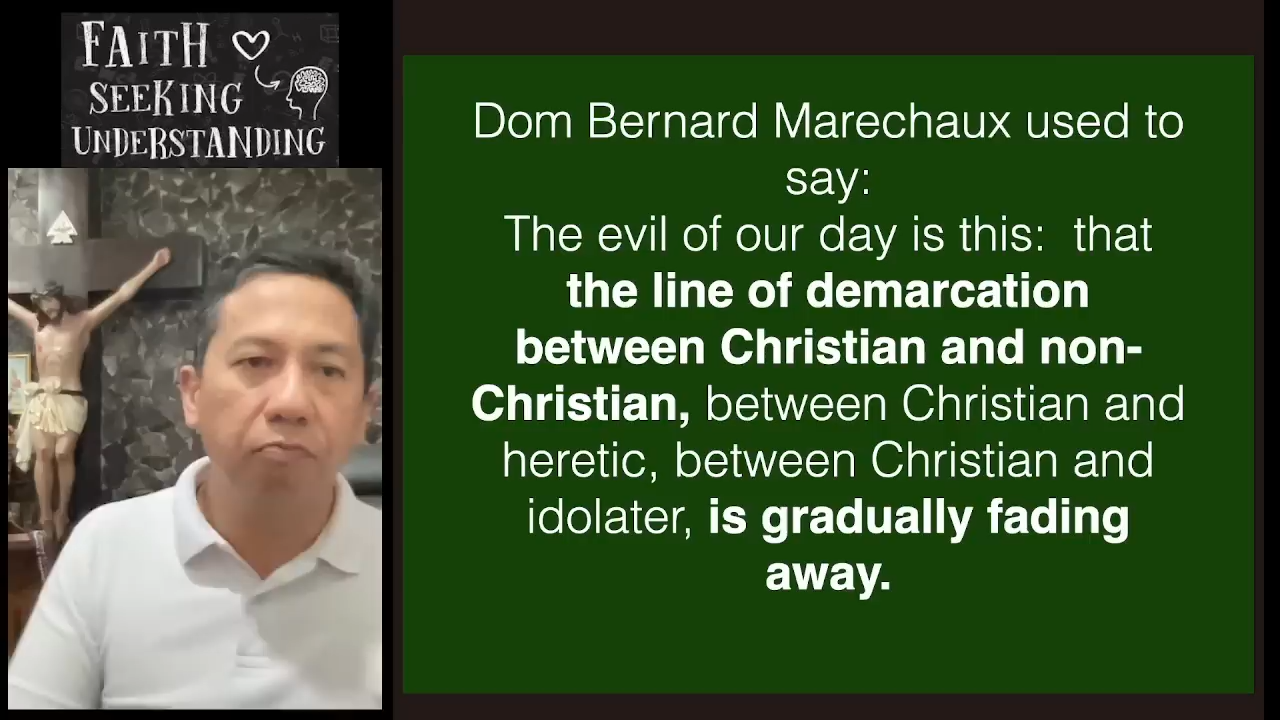 FAITH
SEEKING
UNDERSTANDING
Dom Bernard Marechaux used to
say:
The evil of our day is this:  that
the line of demarcation
between Christian and non-
Christian, between Christian and
heretic, between Christian and
idolater, is gradually fading
away.